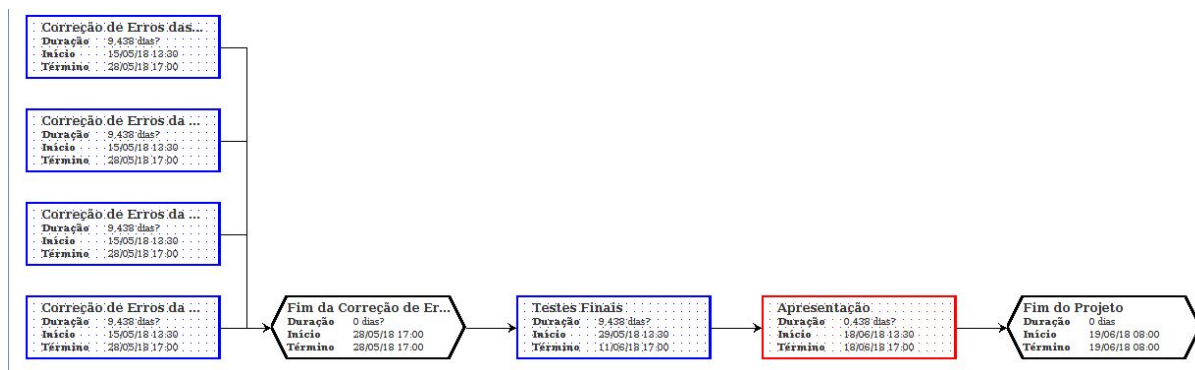 Correção de Erros das...
Duração 9,438 dias?
Início 15/05/18 13:30
Término 28/05/18 17:00
Correção de Erros da ...
Duração 9,438 dias?
Início 15/05/18 13:30
Término 28/05/18 17:00
Correção de Erros da ...
Duração 9,438 dias?
Início 15/05/18 13:30
Término 28/05/18 17:00
Correção de Erros da ...
Duração 9,438 dias?
Início 15/05/18 13:30
Término 28/05/18 17:00
Fim da Correção de Er...
Duração 0 dias?
Início 28/05/18 17:00
Término 28/05/18 17:00
Testes Finais
Duração 9,438 dias?
Início 29/05/18 13:30
Término 11/06/18 17:00
Apresentação
Duração 0,438 dias?
Início 18/06/18 13:30
Término 18/06/18 17:00
Fim do Projeto
Duração 0 dias
Início 19/06/18 08:00
Término 19/06/18 08:00